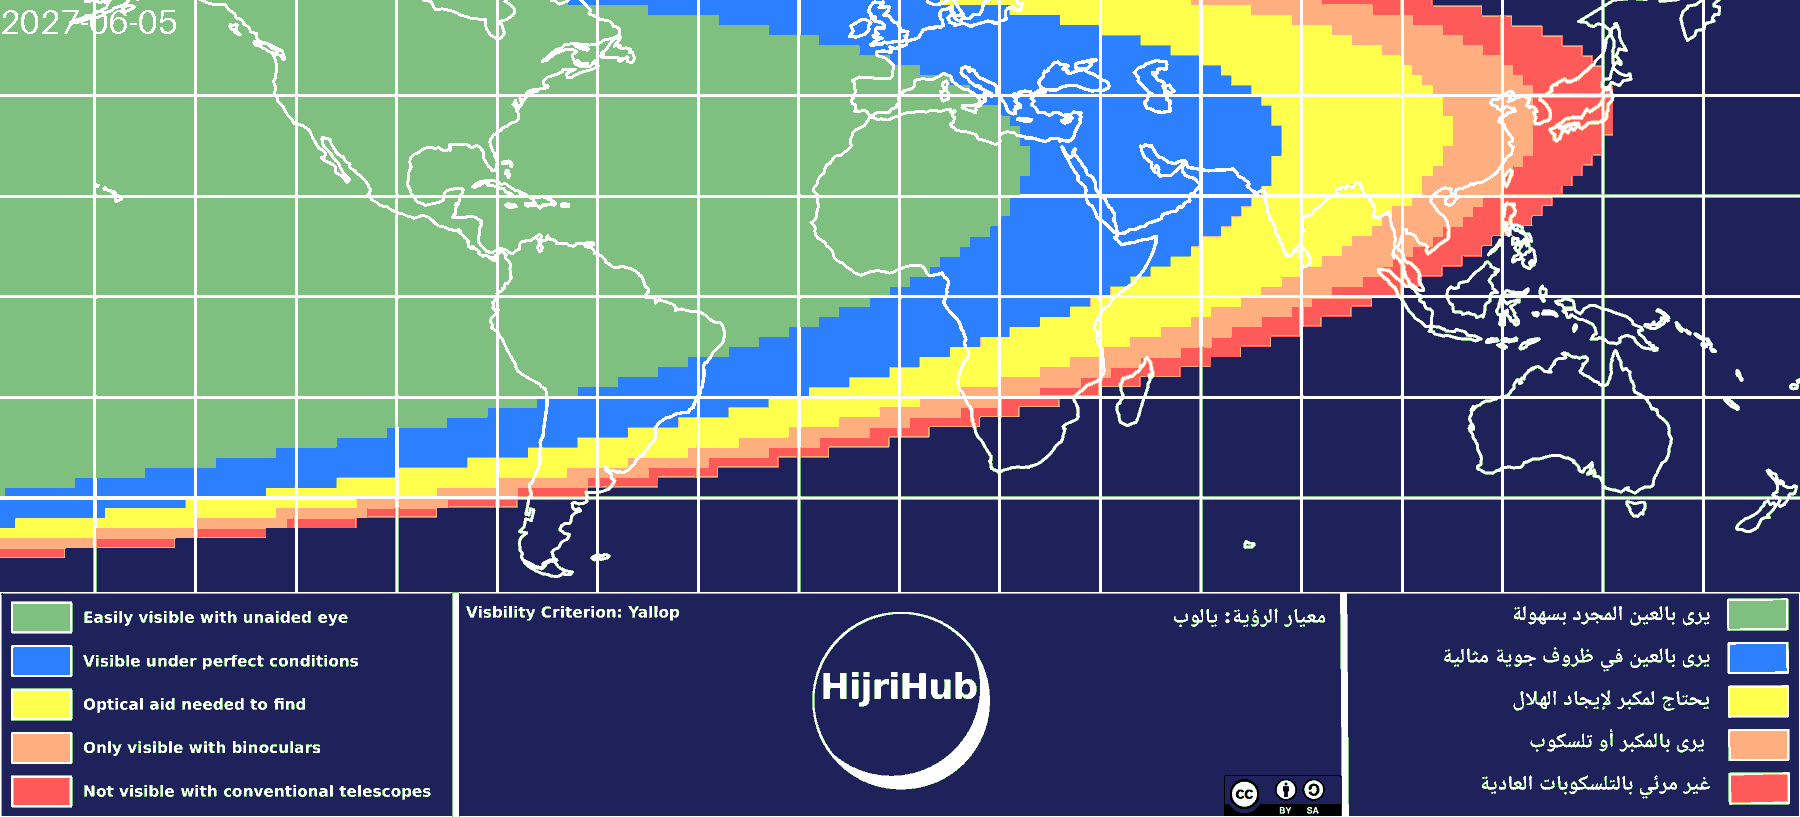 2027-06-05
Easily visible with unaided eye
Visible under perfect conditions
Optical aid needed to find
Only visible with binoculars
Not visible with conventional telescopes
Visbility Criterion: Yallop
معيار الرؤية: يالوب
HijriHub
cc
BY SA
يرى بالعين المجرد بسهولة
يرى بالعين في ظروف جوية مثالية
يحتاج لمكبر لإيجاد الهلال
يرى بالمكبر أو تلسكوب
غير مرئي بالتلسكوبات العادية